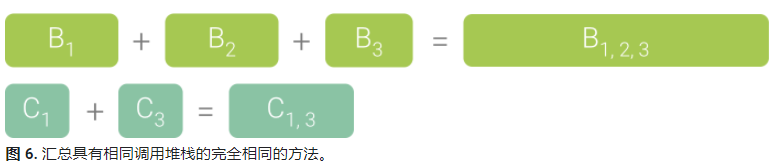 B₁ + B₂ + B₃ = B₁, ₂, ₃
C₁ + C₃ = C₁, ₃
图 6. 汇总具有相同调用堆栈的完全相同的方法。